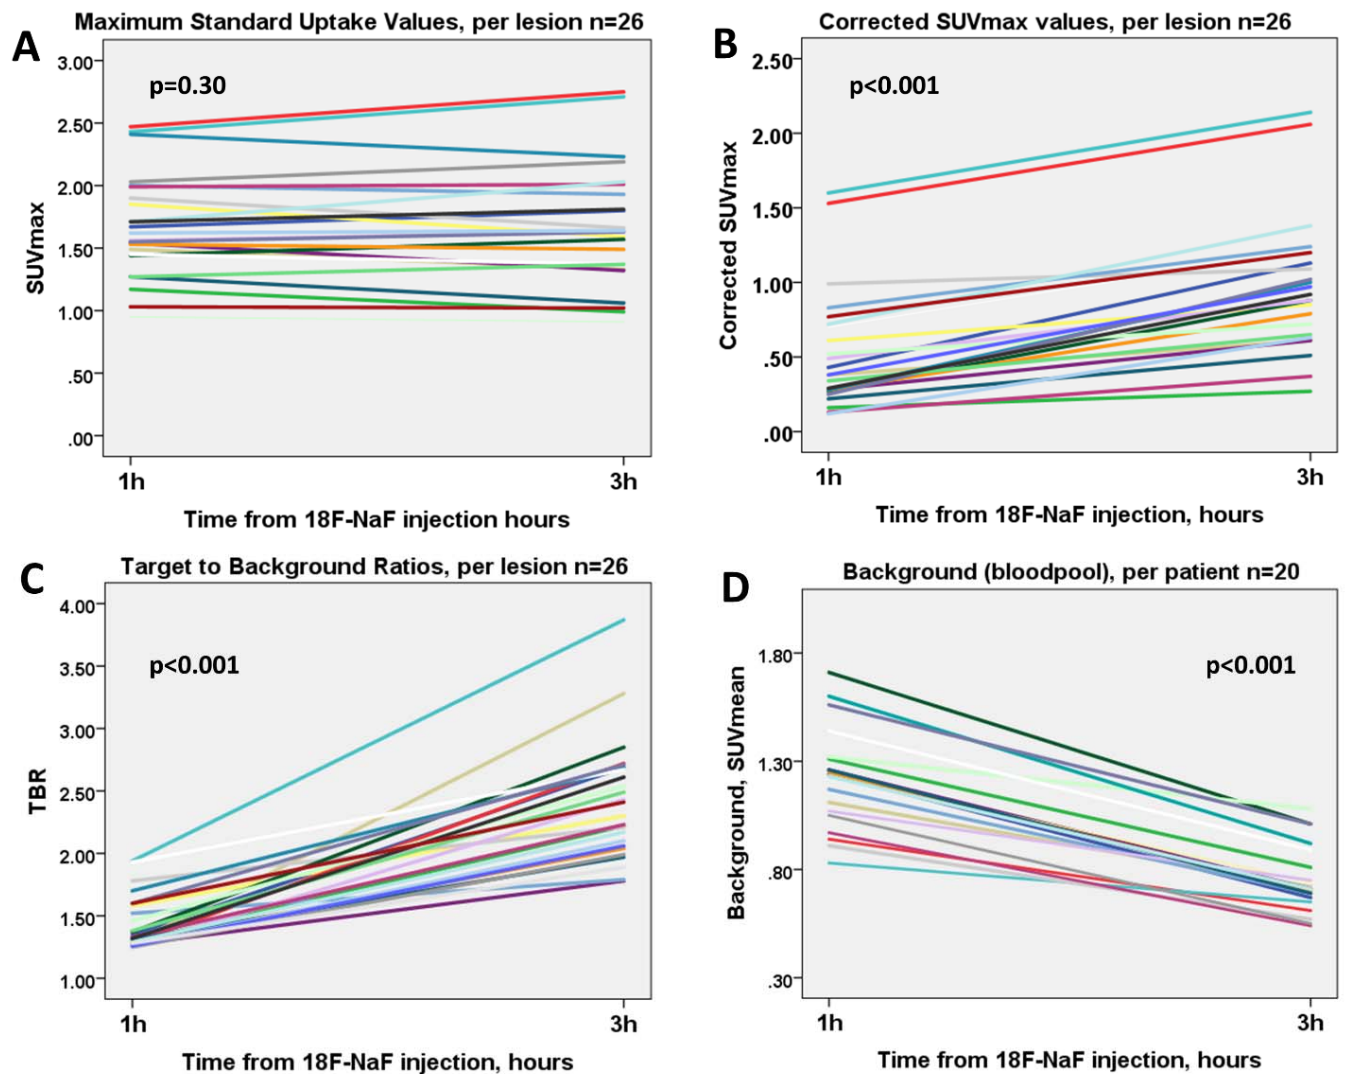 A
Maximum Standard Uptake Values, per lesion n=26
p=0.30
SUVmax
3.00
2.50
2.00
1.50
1.00
.50
.00
1h
3h
Time from 18F-NaF injection hours
B
Corrected SUVmax values, per lesion n=26
p<0.001
Corrected SUVmax
2.50
2.00
1.50
1.00
.50
.00
1h
3h
Time from 18F-NaF injection, hours
C
Target to Background Ratios, per lesion n=26
p<0.001
TBR
4.00
3.50
3.00
2.50
2.00
1.50
1.00
1h
3h
Time from 18F-NaF injection, hours
D
Background (bloodpool), per patient n=20
p<0.001
Background, SUVmean
1.80
1.30
.80
.30
1h
3h
Time from 18F-NaF injection, hours